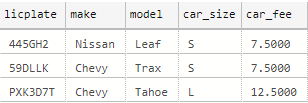 licplate make model car_size car_fee
445GH2 Nissan Leaf S 7.5000
59DLLK Chevy Trax S 7.5000
PXK3D7T Chevy Tahoe L 12.5000